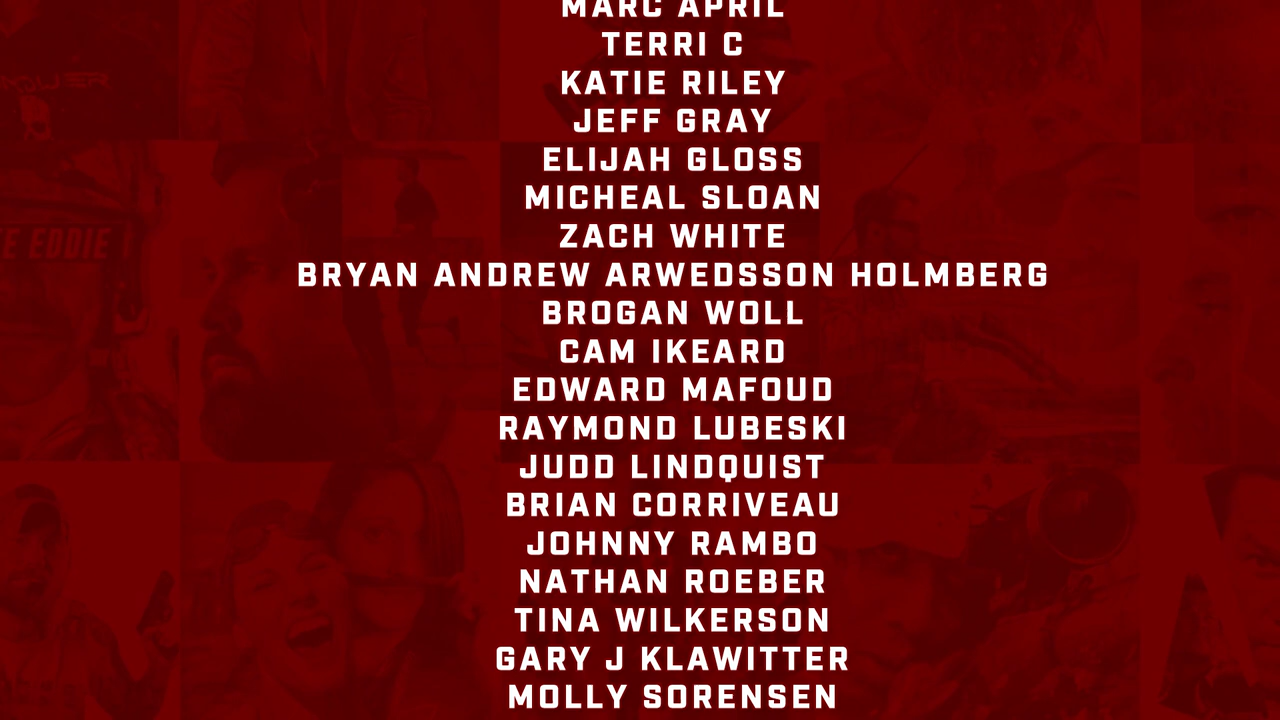 MARC APRIL
TERRI C
KATIE RILEY
JEFF GRAY
ELIJAH GLOSS
MICHEAL SLOAN
ZACH WHITE
EE EDDIE
BRYAN ANDREW ARWEDSSON HOLMBERG
BROGAN WOLL
CAM IKEARD
EDWARD MAFOUD
RAYMOND LUBESKI
JUDD LINDQUIST
BRIAN CORRIVEAU
JOHNNY RAMBO
NATHAN ROEBER
TINA WILKERSON
GARY J KLAWITTER
MOLLY SORENSEN